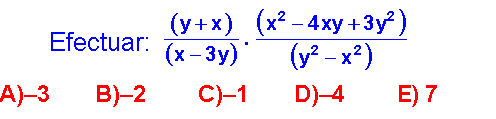 Efectuar: (y + x)/(x − 3y) · (x² − 4xy + 3y²)/(y² − x²)
A)–3 B)–2 C)–1 D)–4 E) 7